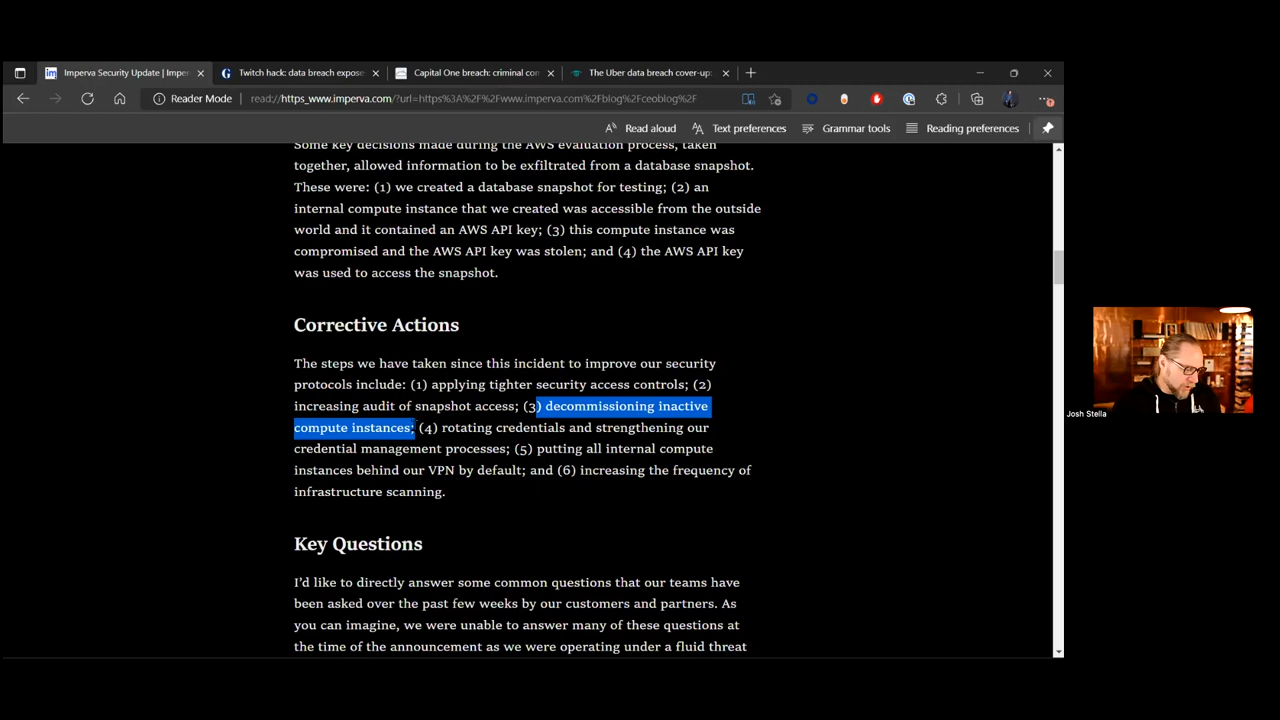 Imperva Security Update | Imper
Twitch hack: data breach expose
Capital One breach: criminal con
The Uber data breach cover-up:
Reader Mode
read://https_www.imperva.com/?url=https%3A%2F%2Fwww.imperva.com%2Fblog%2Fceoblog%2F
Read aloud
Text preferences
Grammar tools
Reading preferences
Some key decisions made during the AWS evaluation process, taken
together, allowed information to be exfiltrated from a database snapshot.
These were: (1) we created a database snapshot for testing; (2) an
internal compute instance that we created was accessible from the outside
world and it contained an AWS API key; (3) this compute instance was
compromised and the AWS API key was stolen; and (4) the AWS API key
was used to access the snapshot.
Corrective Actions
The steps we have taken since this incident to improve our security
protocols include: (1) applying tighter security access controls; (2)
increasing audit of snapshot access; (3) decommissioning inactive
compute instances; (4) rotating credentials and strengthening our
credential management processes; (5) putting all internal compute
instances behind our VPN by default; and (6) increasing the frequency of
infrastructure scanning.
Key Questions
I'd like to directly answer some common questions that our teams have
been asked over the past few weeks by our customers and partners. As
you can imagine, we were unable to answer many of these questions at
the time of the announcement as we were operating under a fluid threat
Josh Stella